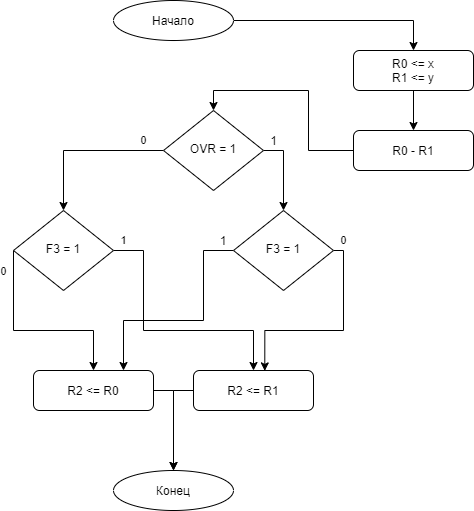 Начало
R0 <= x
R1 <= y
R0 - R1
OVR = 1
0
1
F3 = 1
0
1
F3 = 1
1
0
R2 <= R0
R2 <= R1
Конец